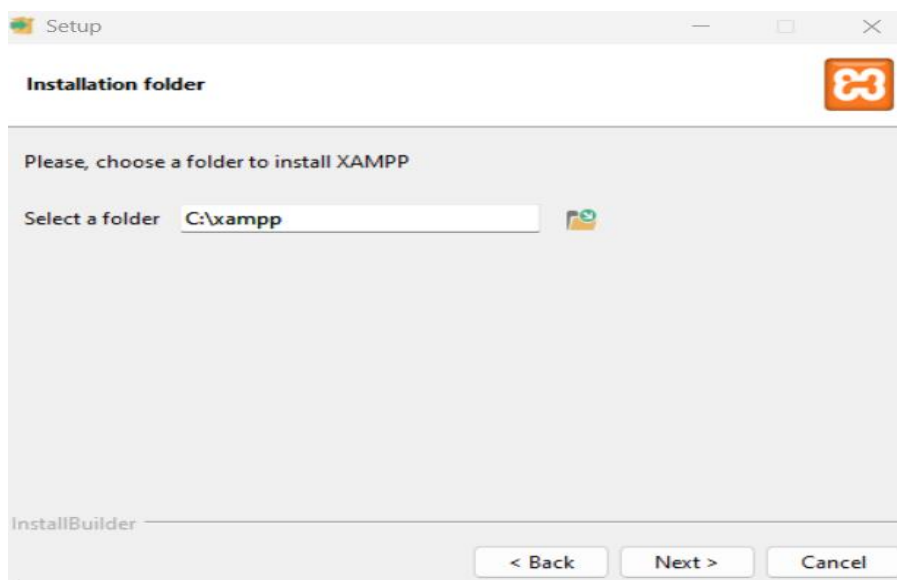 Setup
Installation folder
Please, choose a folder to install XAMPP
Select a folder C:\xampp
InstallBuilder
< Back Next > Cancel